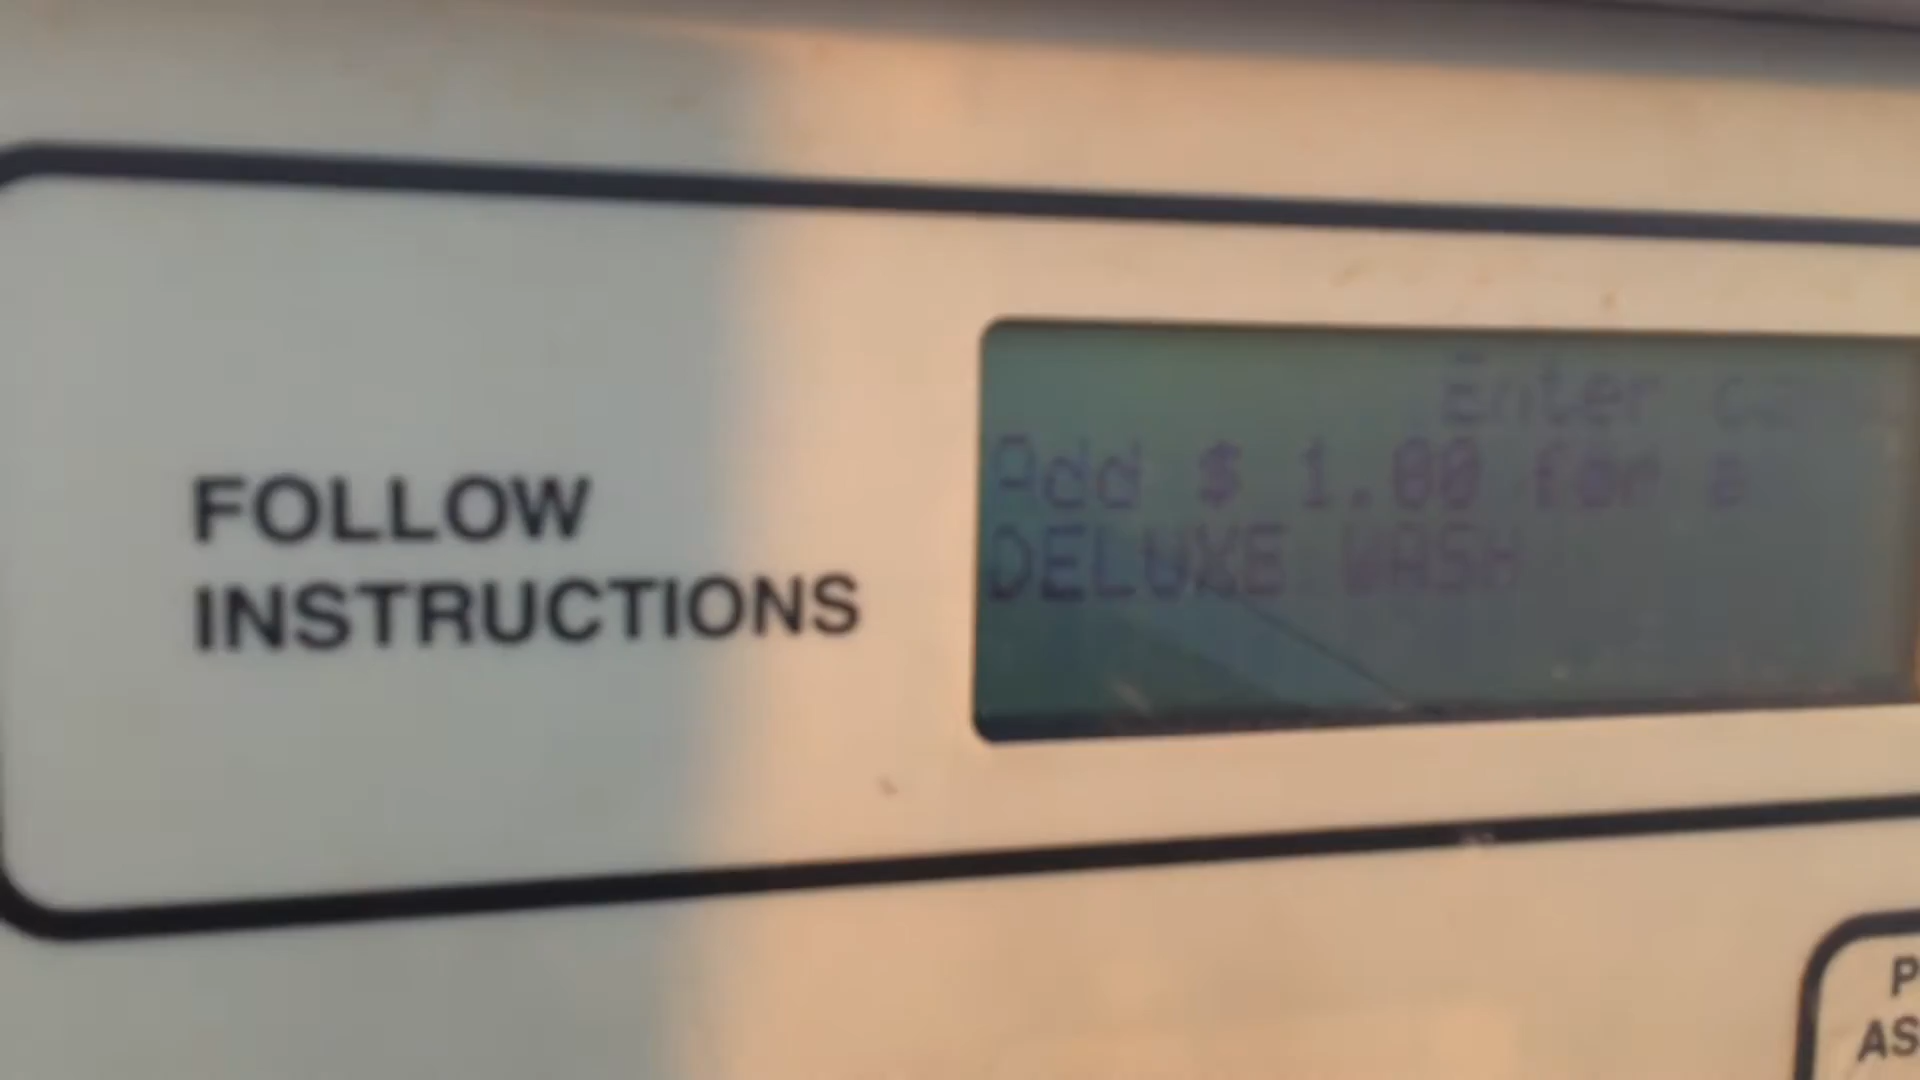 FOLLOW
INSTRUCTIONS
Enter
Add $ 1.00 for a
DELUXE WASH